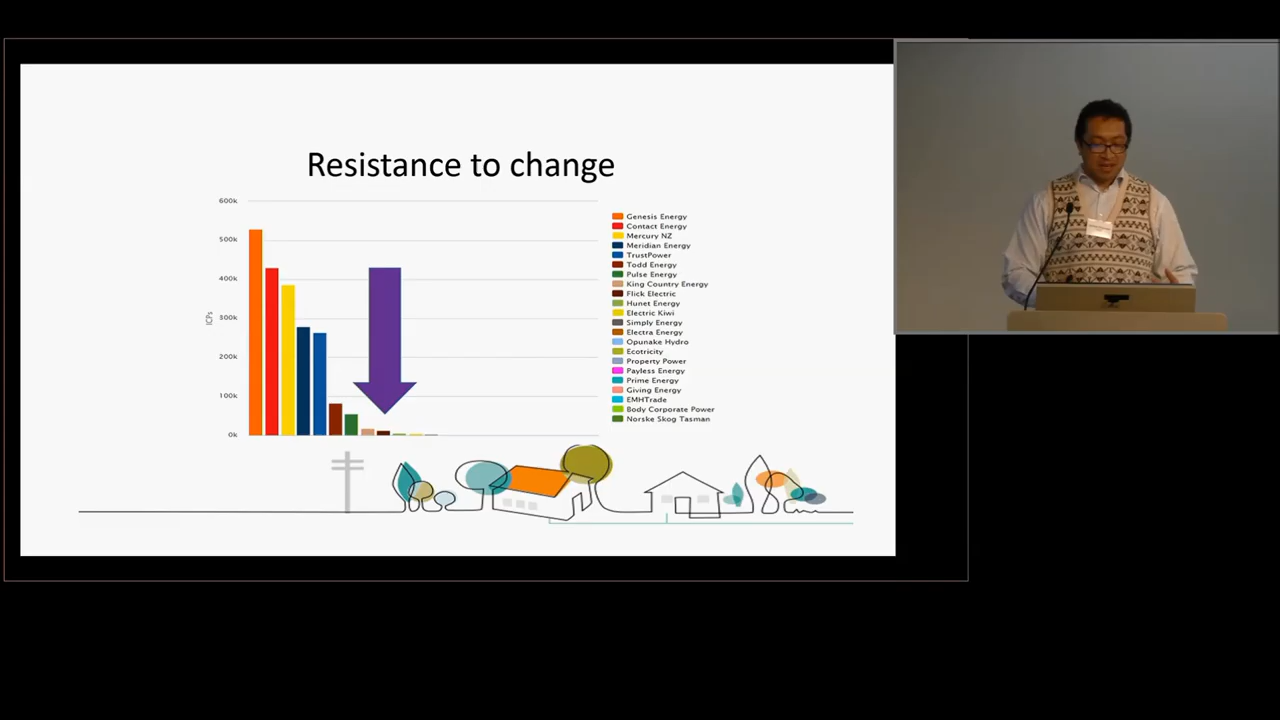 Resistance to change
600k
500k
400k
300k
200k
100k
0k
ICPs
Genesis Energy
Contact Energy
Mercury NZ
Meridian Energy
TrustPower
Todd Energy
Pulse Energy
King Country Energy
Flick Electric
Hunet Energy
Electric Kiwi
Simply Energy
Electra Energy
Opunake Hydro
Ecotricity
Property Power
Payless Energy
Prime Energy
Giving Energy
EMHTrade
Body Corporate Power
Norske Skog Tasman